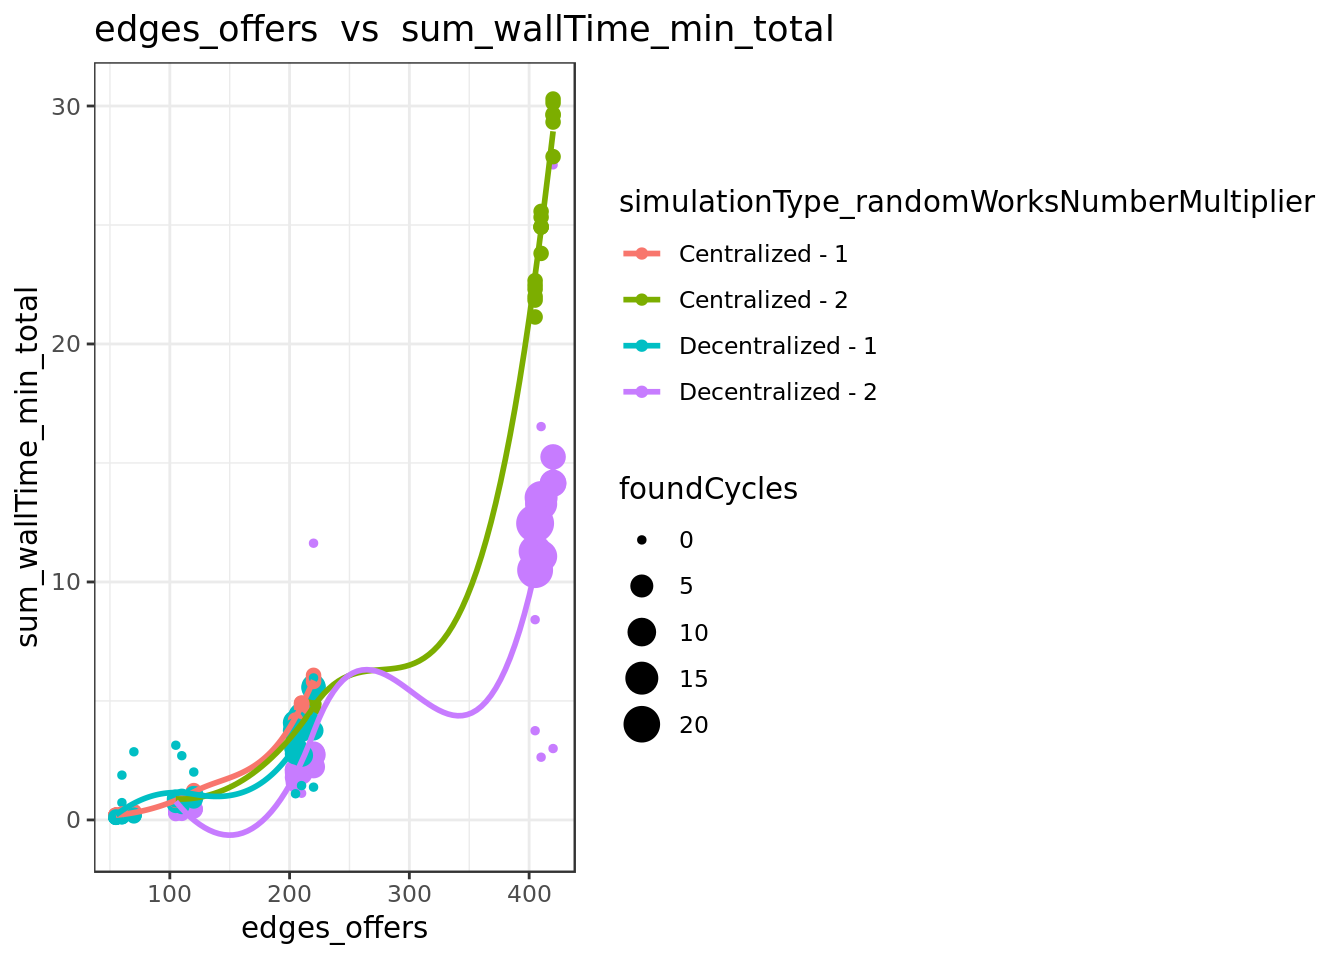 edges_offers  vs  sum_wallTime_min_total
sum_wallTime_min_total
30
20
10
0
100
200
300
400
edges_offers
simulationType_randomWorksNumberMultiplier
Centralized - 1
Centralized - 2
Decentralized - 1
Decentralized - 2
foundCycles
0
5
10
15
20